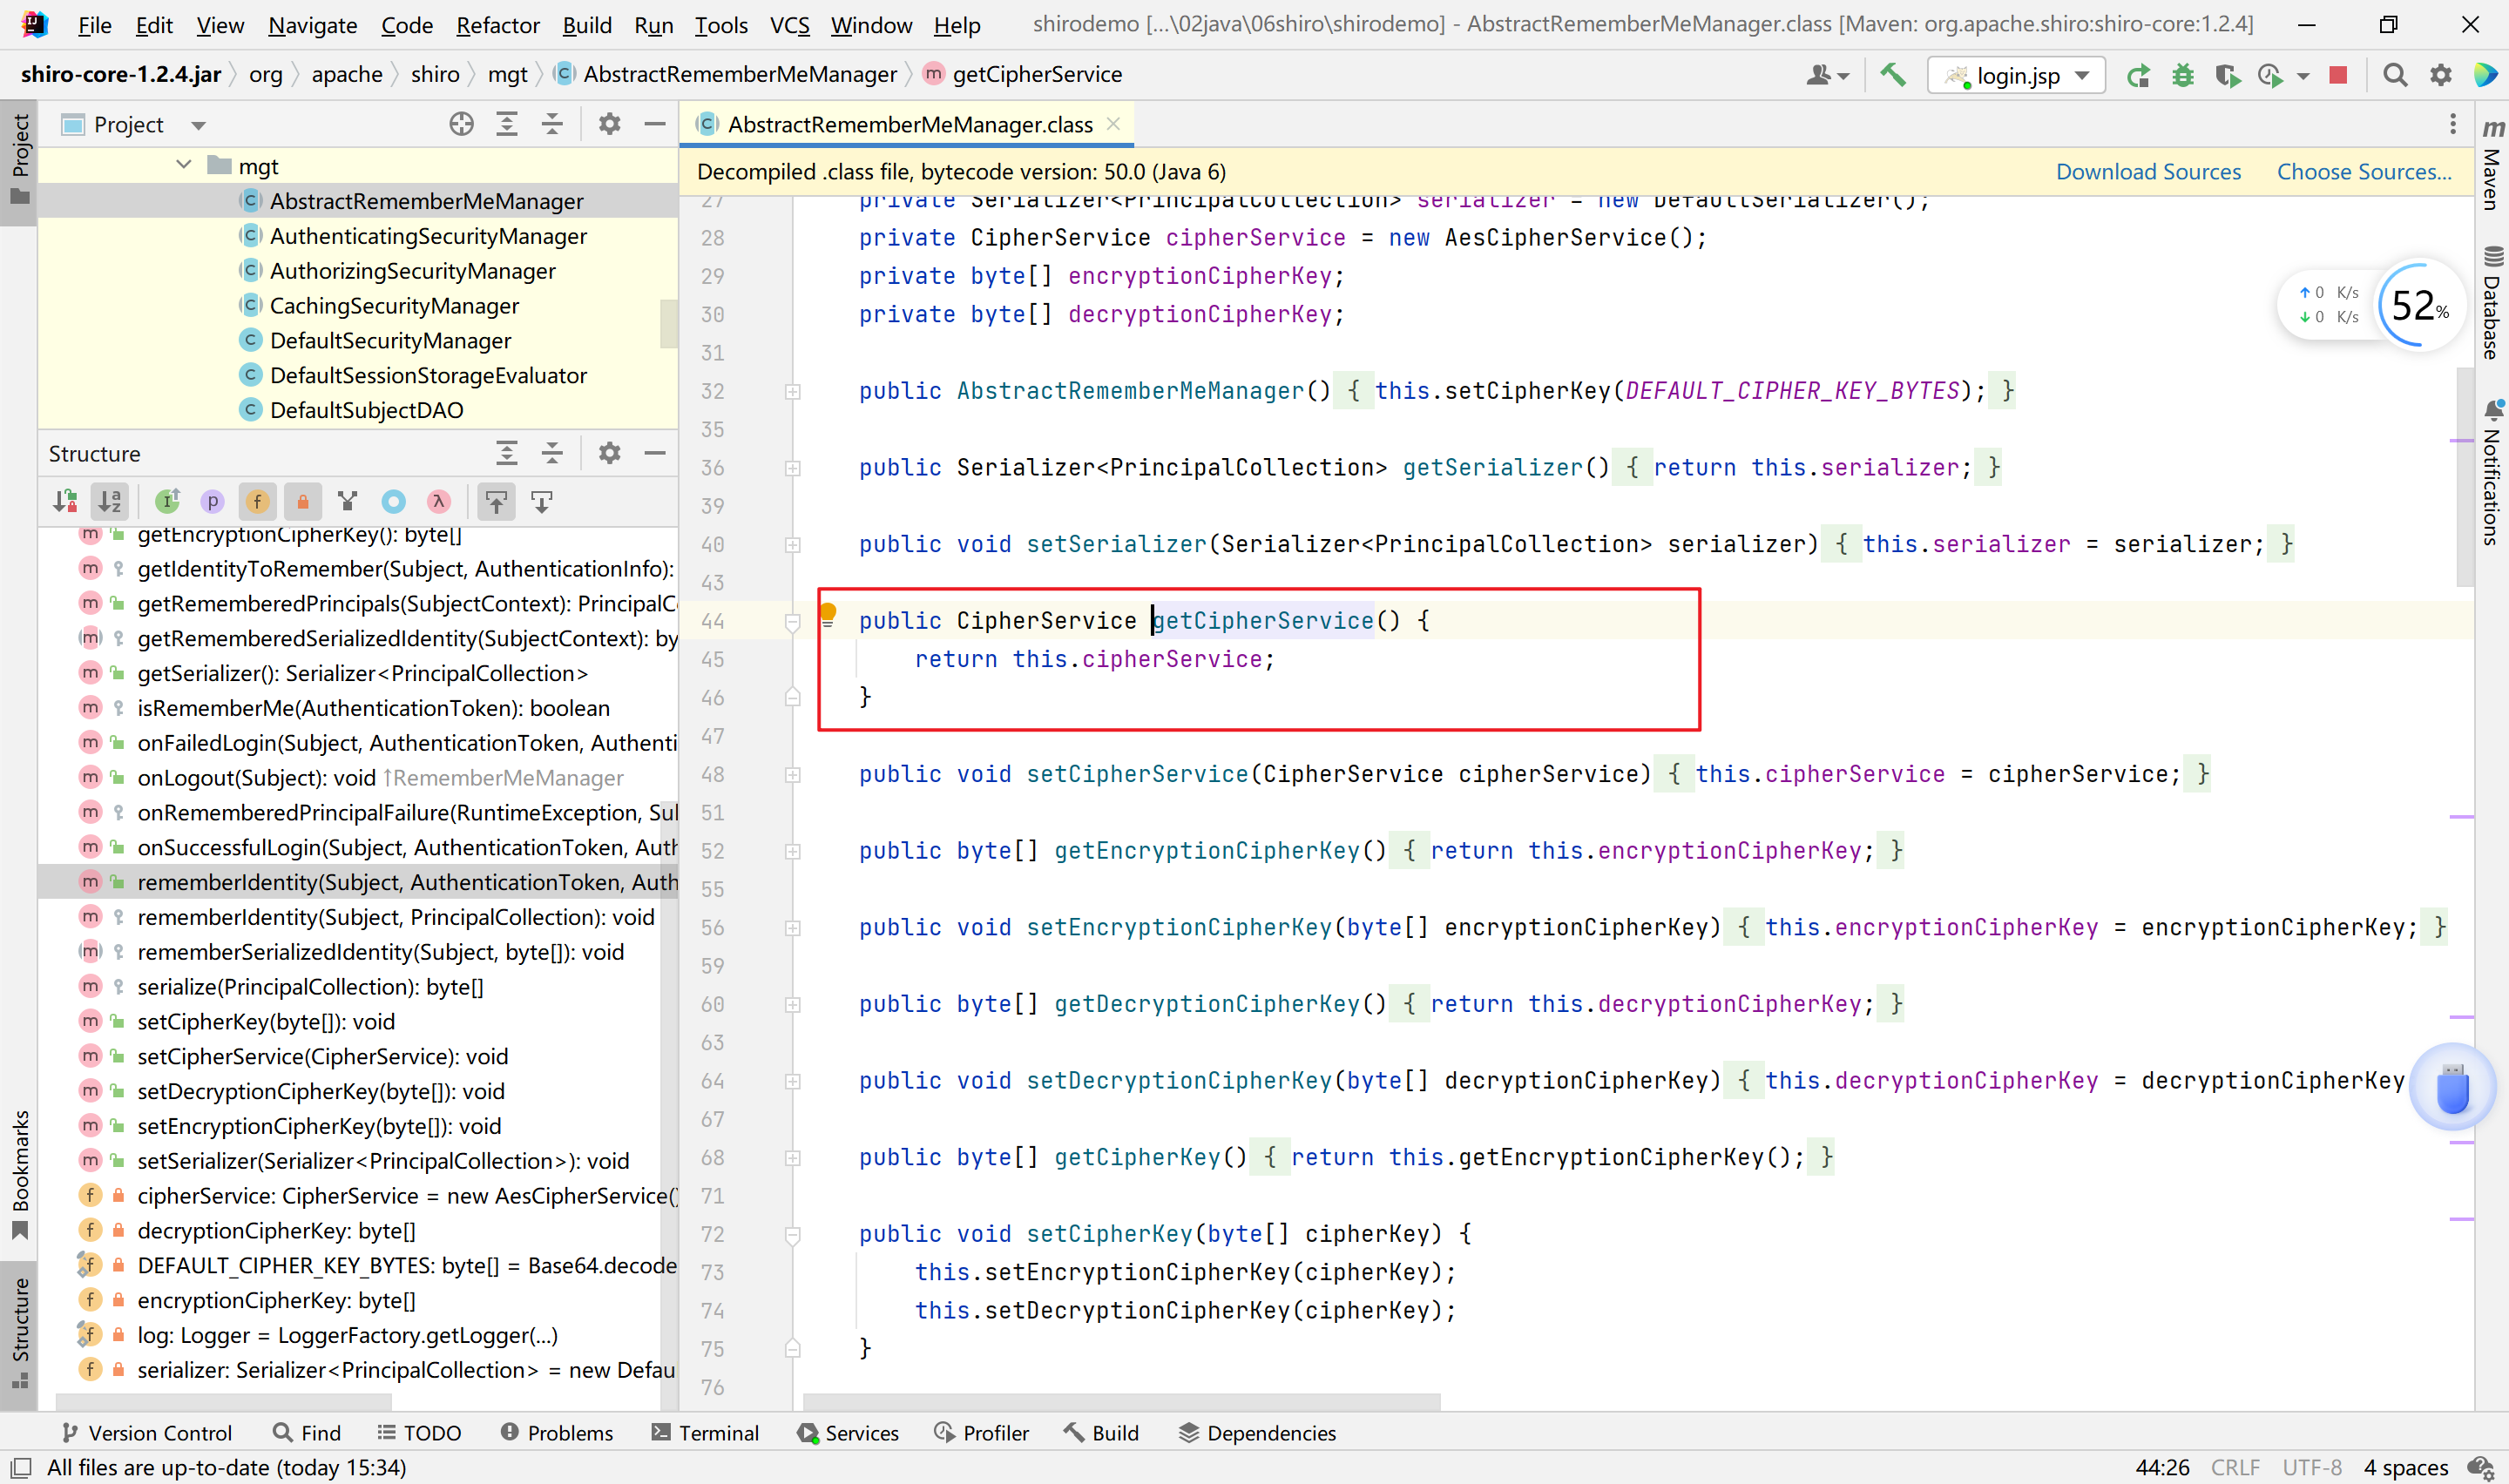 File Edit View Navigate Code Refactor Build Run Tools VCS Window Help shirodemo [...\02java\06shiro\shirodemo] - AbstractRememberMeManager.class [Maven: org.apache.shiro:shiro-core:1.2.4]
shiro-core-1.2.4.jar org apache shiro mgt AbstractRememberMeManager getCipherService login.jsp
Project
AbstractRememberMeManager.class
mgt
AbstractRememberMeManager
AuthenticatingSecurityManager
AuthorizingSecurityManager
CachingSecurityManager
DefaultSecurityManager
DefaultSessionStorageEvaluator
DefaultSubjectDAO
Structure
getEncryptionCipherKey(): byte[]
getIdentityToRemember(Subject, AuthenticationInfo):
getRememberedPrincipals(SubjectContext): PrincipalC
getRememberedSerializedIdentity(SubjectContext): by
getSerializer(): Serializer<PrincipalCollection>
isRememberMe(AuthenticationToken): boolean
onFailedLogin(Subject, AuthenticationToken, Authenti
onLogout(Subject): void ↑RememberMeManager
onRememberedPrincipalFailure(RuntimeException, Sul
onSuccessfulLogin(Subject, AuthenticationToken, Auth
rememberIdentity(Subject, AuthenticationToken, Auth
rememberIdentity(Subject, PrincipalCollection): void
rememberSerializedIdentity(Subject, byte[]): void
serialize(PrincipalCollection): byte[]
setCipherKey(byte[]): void
setCipherService(CipherService): void
setDecryptionCipherKey(byte[]): void
setEncryptionCipherKey(byte[]): void
setSerializer(Serializer<PrincipalCollection>): void
cipherService: CipherService = new AesCipherService()
decryptionCipherKey: byte[]
DEFAULT_CIPHER_KEY_BYTES: byte[] = Base64.decode
encryptionCipherKey: byte[]
log: Logger = LoggerFactory.getLogger(...)
serializer: Serializer<PrincipalCollection> = new Defau
Decompiled .class file, bytecode version: 50.0 (Java 6) Download Sources Choose Sources...
27 private Serializer<PrincipalCollection> serializer = new DefaultSerializer();
28 private CipherService cipherService = new AesCipherService();
29 private byte[] encryptionCipherKey;
30 private byte[] decryptionCipherKey;
31
32 public AbstractRememberMeManager() { this.setCipherKey(DEFAULT_CIPHER_KEY_BYTES); }
35
36 public Serializer<PrincipalCollection> getSerializer() { return this.serializer; }
39
40 public void setSerializer(Serializer<PrincipalCollection> serializer) { this.serializer = serializer; }
43
44 public CipherService getCipherService() {
45 return this.cipherService;
46 }
47
48 public void setCipherService(CipherService cipherService) { this.cipherService = cipherService; }
51
52 public byte[] getEncryptionCipherKey() { return this.encryptionCipherKey; }
55
56 public void setEncryptionCipherKey(byte[] encryptionCipherKey) { this.encryptionCipherKey = encryptionCipherKey; }
59
60 public byte[] getDecryptionCipherKey() { return this.decryptionCipherKey; }
63
64 public void setDecryptionCipherKey(byte[] decryptionCipherKey) { this.decryptionCipherKey = decryptionCipherKey
67
68 public byte[] getCipherKey() { return this.getEncryptionCipherKey(); }
71
72 public void setCipherKey(byte[] cipherKey) {
73 this.setEncryptionCipherKey(cipherKey);
74 this.setDecryptionCipherKey(cipherKey);
75 }
76
↑ 0 K/s
↓ 0 K/s
52%
Project
Bookmarks
Structure
Maven
Database
Notifications
Version Control Find TODO Problems Terminal Services Profiler Build Dependencies
All files are up-to-date (today 15:34) 44:26 CRLF UTF-8 4 spaces